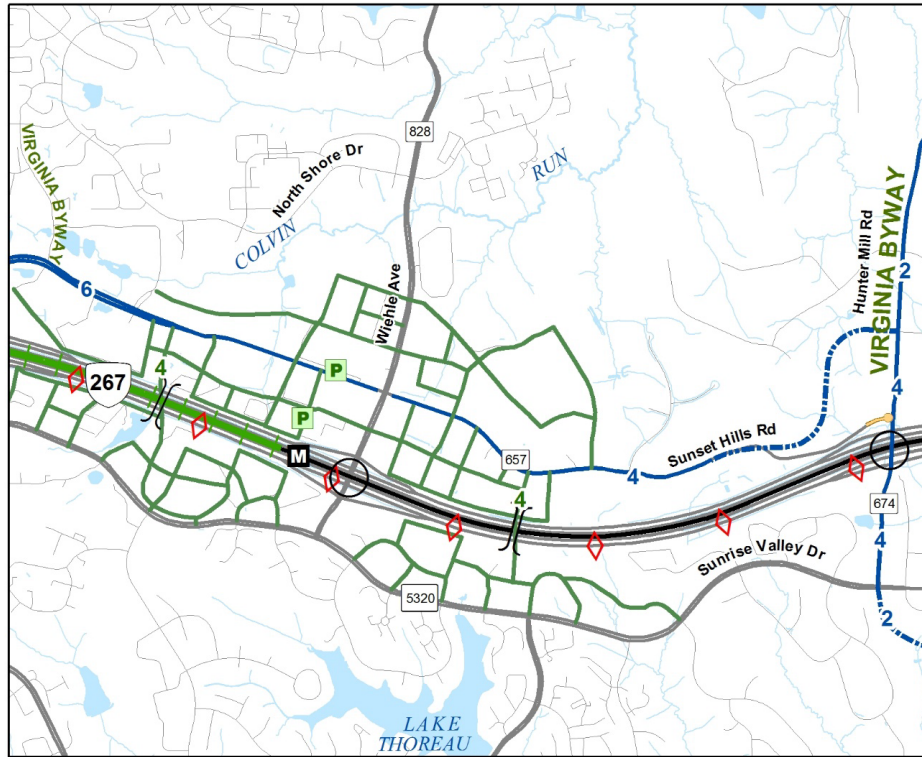 828
North Shore Dr
RUN
VIRGINIA BYWAY
COLVIN
VIRGINIA BYWAY
Hunter Mill Rd
2
6
Wiehle Ave
P
4
267
4
P
Sunset Hills Rd
M
657
4
4
674
4
Sunrise Valley Dr
5320
2
LAKE
THOREAU